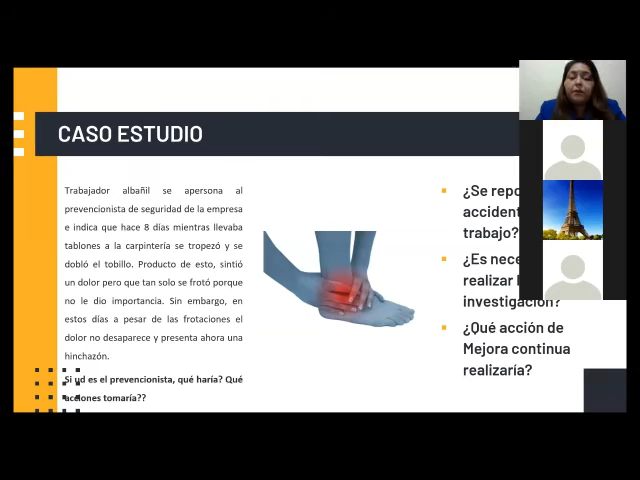 CASO ESTUDIO
Trabajador albañil se apersona al
prevencionista de seguridad de la empresa
e indica que hace 8 días mientras llevaba
tablones a la carpintería se tropezó y se
dobló el tobillo. Producto de esto, sintió
un dolor pero que tan solo se frotó porque
no le dio importancia. Sin embargo, en
estos días a pesar de las frotaciones el
dolor no desaparece y presenta ahora una
hinchazón.
Si ud es el prevencionista, qué haría? Qué
acciones tomaría??
¿Se
trabajo?
¿Es
realizar
investigación?
¿Qué acción de
Mejora continua
realizaría?